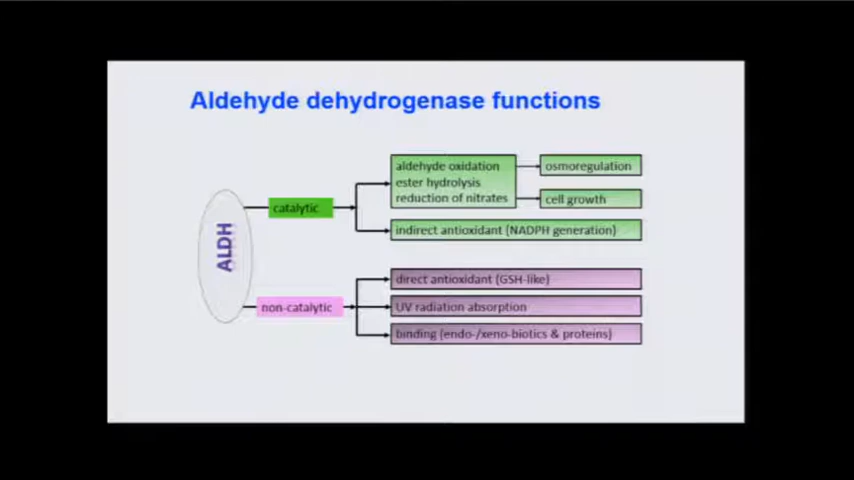 Aldehyde dehydrogenase functions
ALDH
catalytic
aldehyde oxidation
ester hydrolysis
reduction of nitrates
osmoregulation
cell growth
indirect antioxidant (NADPH generation)
non-catalytic
direct antioxidant (GSH-like)
UV radiation absorption
binding (endo-/xeno-biotics & proteins)